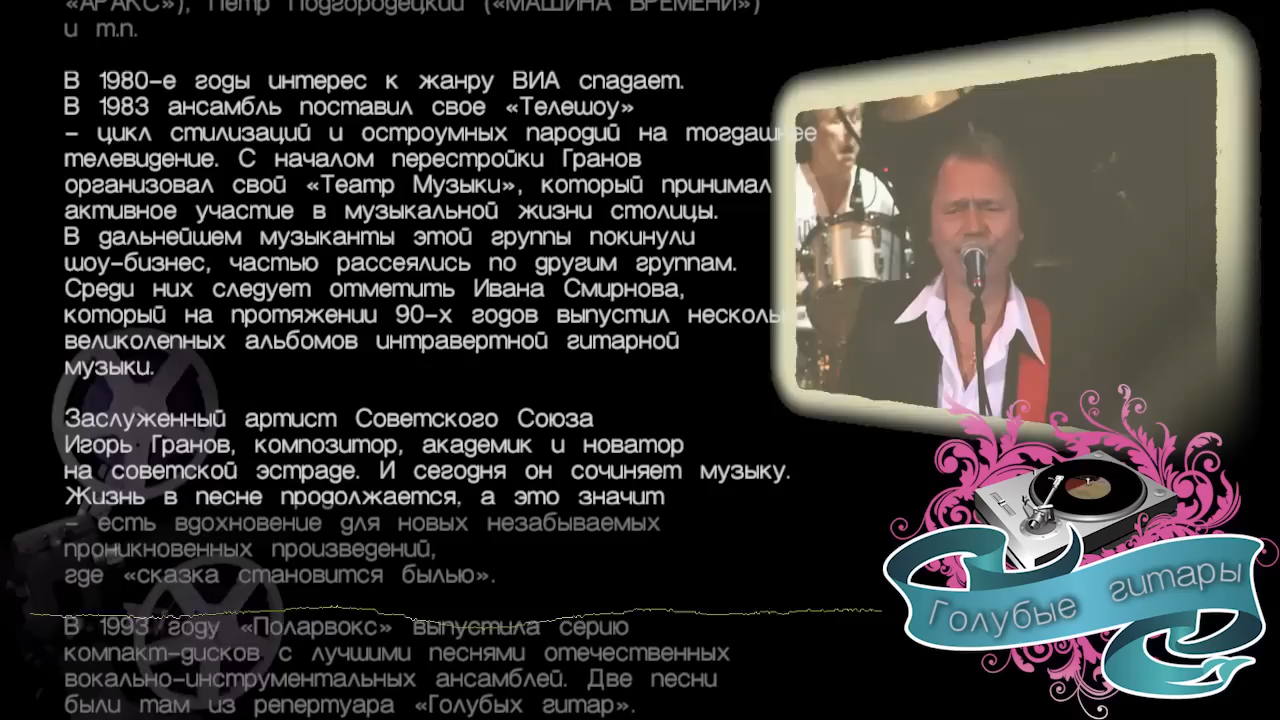 «АРАКС»), Пётр Подгородецкий («МАШИНА ВРЕМЕНИ»)
и т.п.
В 1980-е годы интерес к жанру ВИА спадает.
В 1983 ансамбль поставил свое «Телешоу»
- цикл стилизаций и остроумных пародий на тогдашнее
телевидение. С началом перестройки Гранов
организовал свой «Театр Музыки», который принимал
активное участие в музыкальной жизни столицы.
В дальнейшем музыканты этой группы покинули
шоу-бизнес, частью рассеялись по другим группам.
Среди них следует отметить Ивана Смирнова,
который на протяжении 90-х годов выпустил несколь
великолепных альбомов интравертной гитарной
музыки.
Заслуженный артист Советского Союза
Игорь Гранов, композитор, академик и новатор
на советской эстраде. И сегодня он сочиняет музыку.
Жизнь в песне продолжается, а это значит
- есть вдохновение для новых незабываемых
проникновенных произведений,
где «сказка становится былью».
В 1993 году «Поларвокс» выпустила серию
компакт-дисков с лучшими песнями отечественных
вокально-инструментальных ансамблей. Две песни
были там из репертуара «Голубых гитар».
Голубые гитары